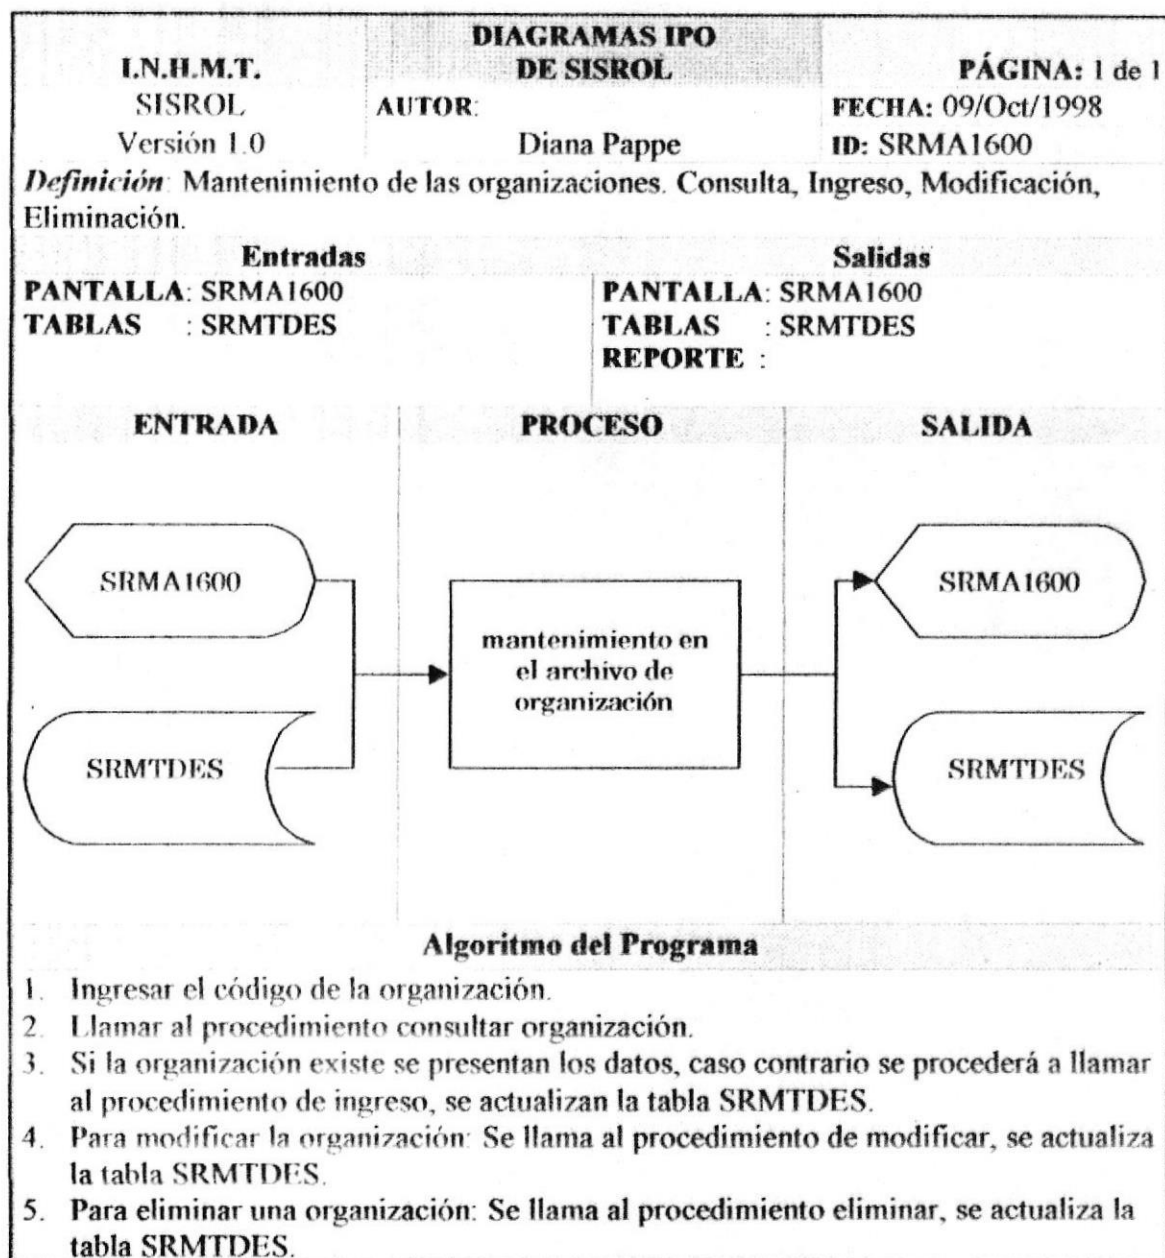 DIAGRAMAS IPO
DE SISROL
I.N.H.M.T.
SISROL
Versión 1.0
AUTOR:
Diana Pappe
PÁGINA: 1 de 1
FECHA: 09/Oct/1998
ID: SRMA1600
Definición: Mantenimiento de las organizaciones. Consulta, Ingreso, Modificación,
Eliminación.
Entradas
PANTALLA: SRMA1600
TABLAS : SRMTDES
Salidas
PANTALLA: SRMA1600
TABLAS : SRMTDES
REPORTE :
ENTRADA
PROCESO
SALIDA
SRMA1600
SRMTDES
mantenimiento en
el archivo de
organización
SRMA1600
SRMTDES
Algoritmo del Programa
1. Ingresar el código de la organización.
2. Llamar al procedimiento consultar organización.
3. Si la organización existe se presentan los datos, caso contrario se procederá a llamar
al procedimiento de ingreso, se actualizan la tabla SRMTDES.
4. Para modificar la organización: Se llama al procedimiento de modificar, se actualiza
la tabla SRMTDES.
5. Para eliminar una organización: Se llama al procedimiento eliminar, se actualiza la
tabla SRMTDES.